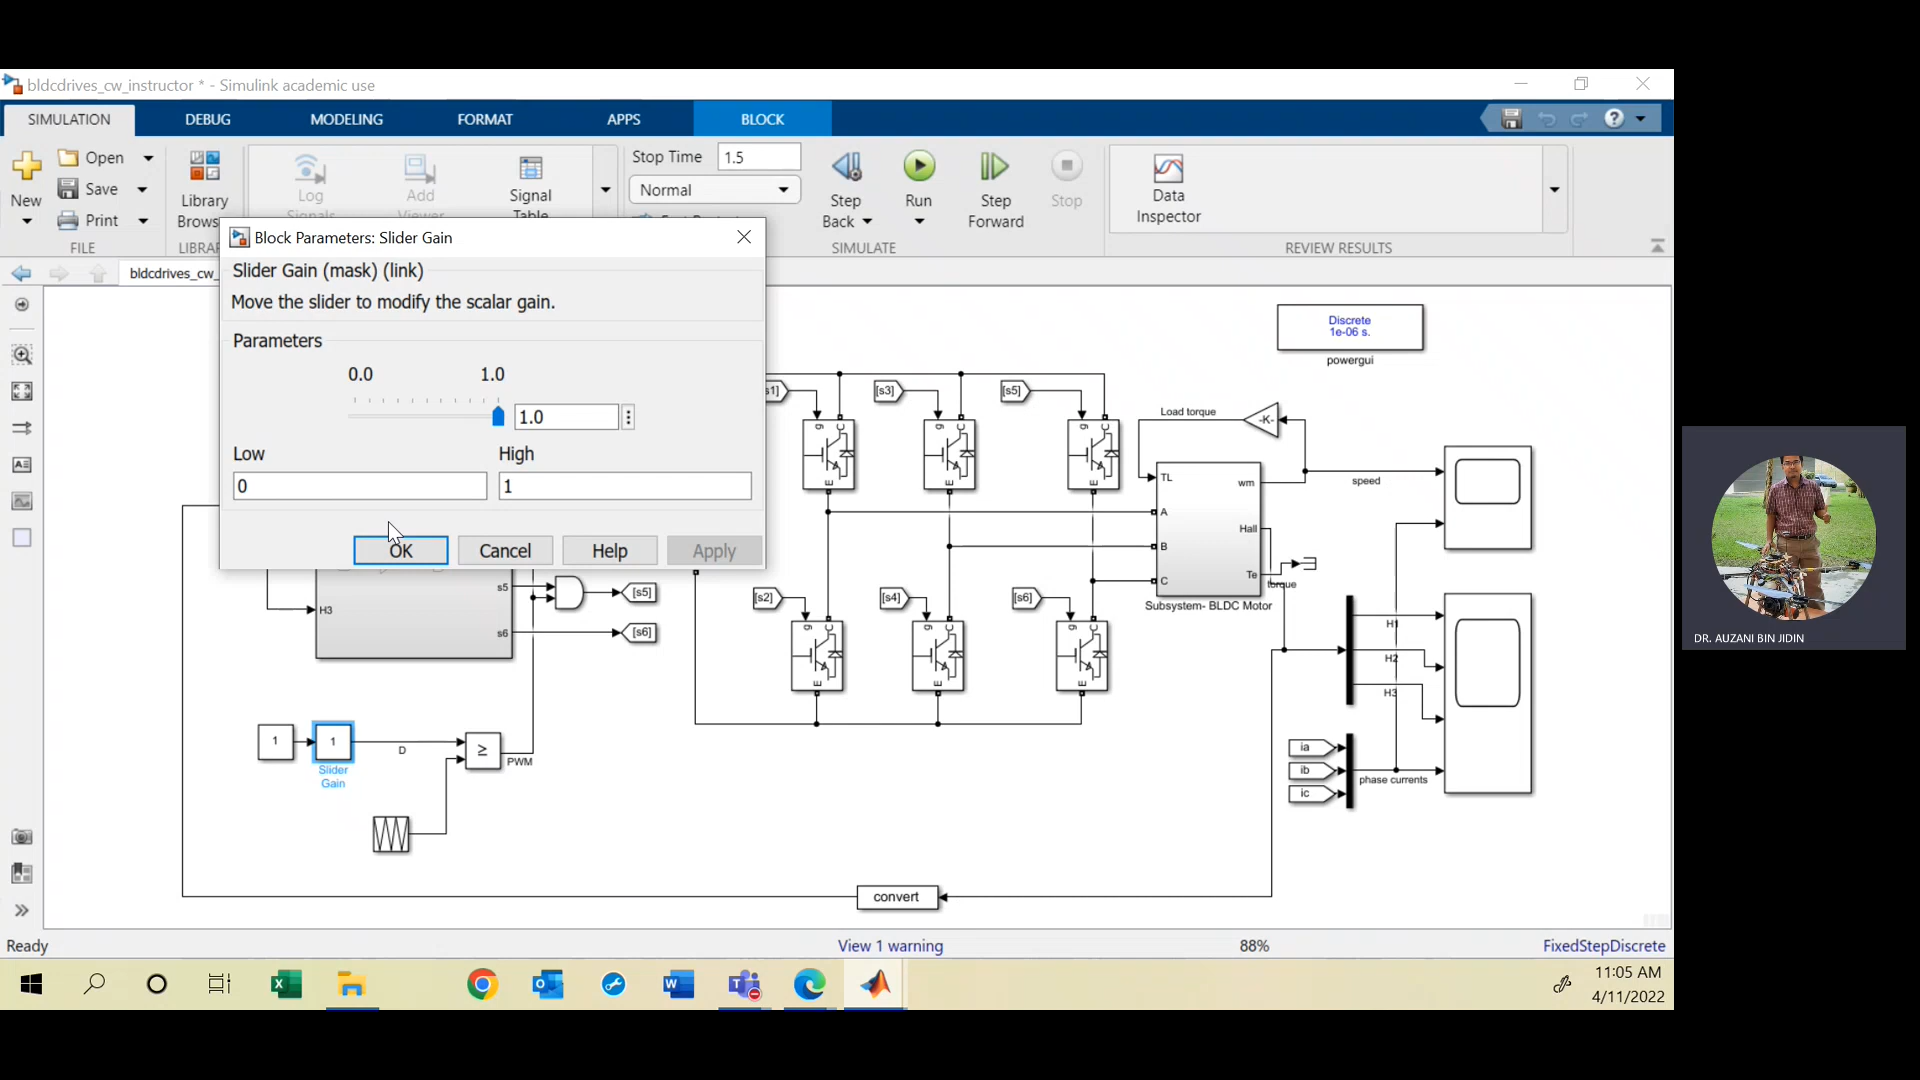 bldcdrives_cw_instructor * - Simulink academic use
SIMULATION
DEBUG
MODELING
FORMAT
APPS
BLOCK
New
Open
Save
Print
FILE
Library
Log
Add
Signal
Table
Stop Time
1.5
Normal
Step
Back
Run
Step
Forward
Stop
SIMULATE
Data
Inspector
REVIEW RESULTS
bldcdrives_cw_
Block Parameters: Slider Gain
Slider Gain (mask) (link)
Move the slider to modify the scalar gain.
Parameters
0.0
1.0
1.0
Low
High
0
1
OK
Cancel
Help
Apply
Discrete
1e-06 s.
powergui
s1]
[s3]
[s5]
g
C
E
g
C
E
g
C
E
Load torque
-K-
TL
wm
A
Hall
B
C
Te
torque
Subsystem- BLDC Motor
speed
[s2]
[s4]
[s6]
g
C
E
g
C
E
g
C
E
H3
s5
s6
[s5]
[s6]
1
1
Slider
Gain
D
≥
PWM
H1
H2
H3
ia
ib
ic
phase currents
convert
Ready
View 1 warning
88%
FixedStepDiscrete
11:05 AM
4/11/2022
DR. AUZANI BIN JIDIN